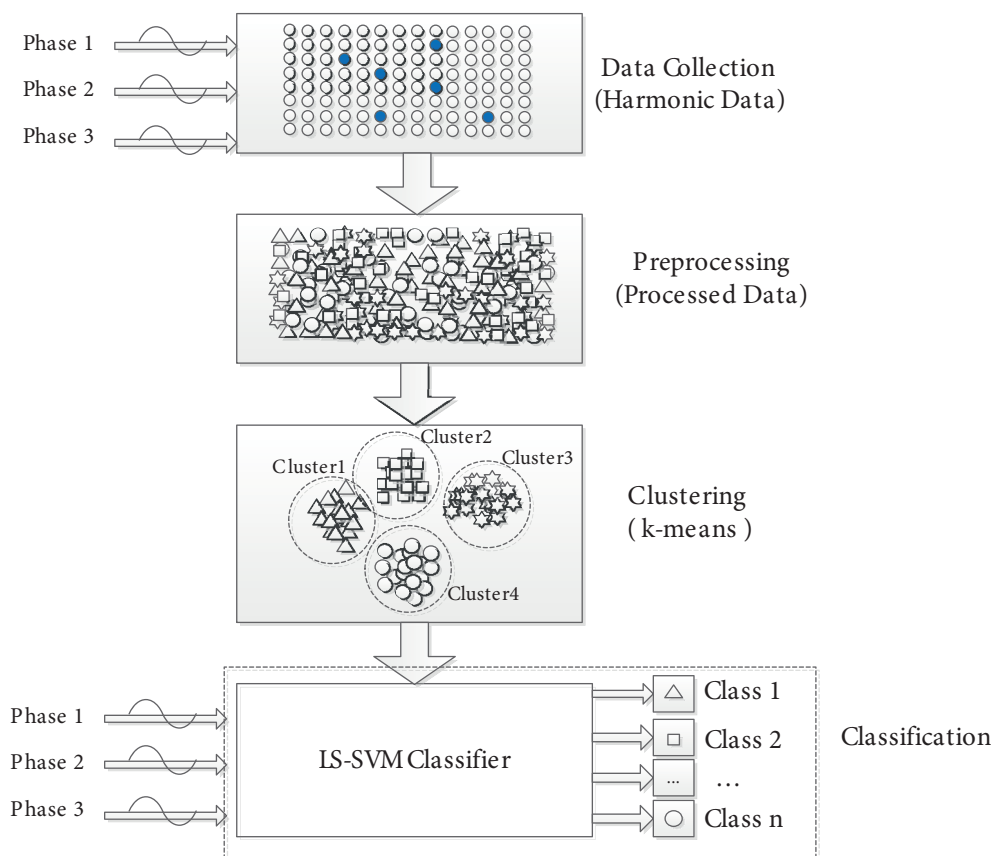 Phase 1
Phase 2
Phase 3
Data Collection
(Harmonic Data)
Preprocessing
(Processed Data)
Cluster2
Cluster1
Cluster3
Cluster4
Clustering
( k-means )
Phase 1
Phase 2
Phase 3
LS-SVM Classifier
Class 1
Class 2
... ...
Class n
Classification